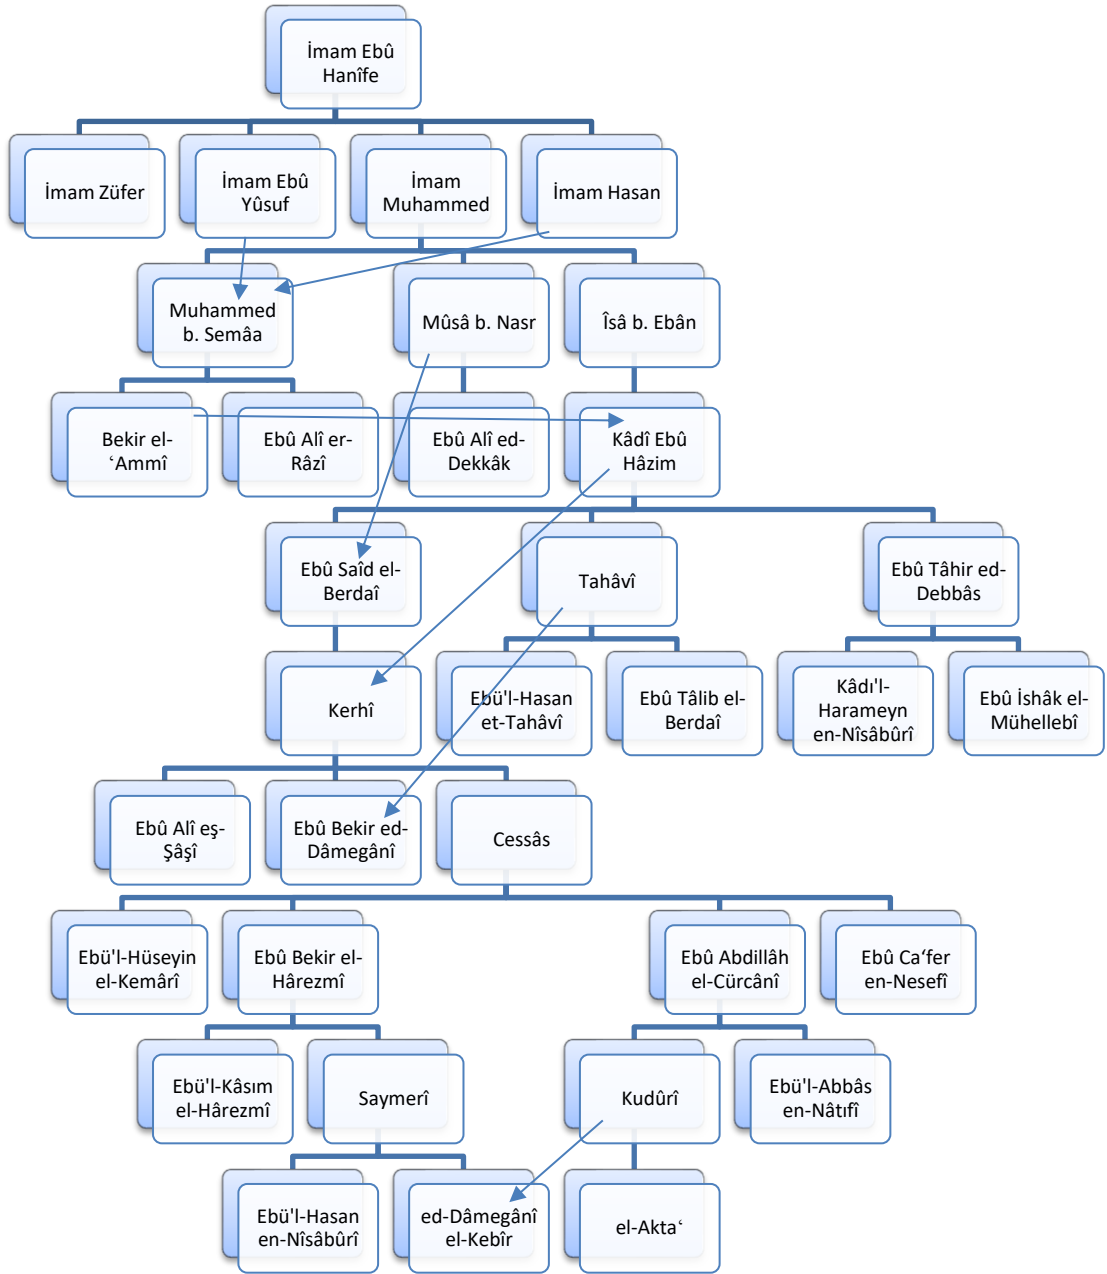 İmam Ebû
Hanîfe
İmam Züfer
İmam Ebû
Yûsuf
İmam
Muhammed
İmam Hasan
Muhammed
b. Semâa
Mûsâ b. Nasr
Îsâ b. Ebân
Bekir el-
ʿAmmî
Ebû Alî er-
Râzî
Ebû Alî ed-
Dekkâk
Kâdî Ebû
Hâzim
Ebû Saîd el-
Berdaî
Tahâvî
Ebû Tâhir ed-
Debbâs
Kerhî
Ebü'l-Hasan
et-Tahâvî
Ebû Tâlib el-
Berdaî
Kâdı'l-
Harameyn
en-Nîsâbûrî
Ebû İshâk el-
Mühellebî
Ebû Alî eş-
Şâşî
Ebû Bekir ed-
Dâmegânî
Cessâs
Ebü'l-Hüseyin
el-Kemârî
Ebû Bekir el-
Hârezmî
Ebû Abdillâh
el-Cürcânî
Ebû Caʿfer
en-Nesefî
Ebü'l-Kâsım
el-Hârezmî
Saymerî
Kudûrî
Ebü'l-Abbâs
en-Nâtıfî
Ebü'l-Hasan
en-Nîsâbûrî
ed-Dâmegânî
el-Kebîr
el-Aktaʿ